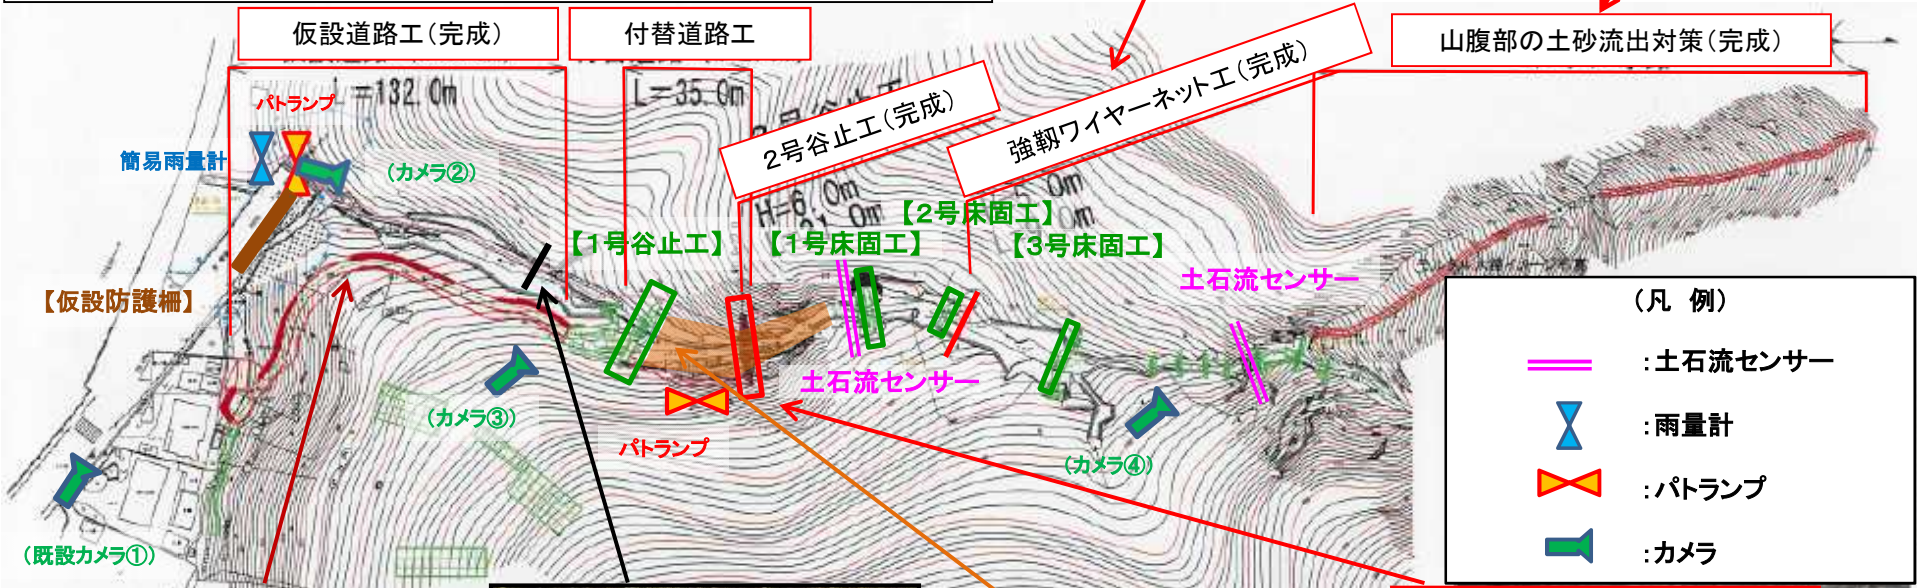 仮設道路工(完成)
付替道路工
山腹部の土砂流出対策(完成)
L=132.0m
L=35.0m
パトランプ
2号谷止工(完成)
強靭ワイヤーネット工(完成)
簡易雨量計
(カメラ②)
H=6.0m
【1号谷止工】
【1号床固工】
【2号床固工】
【3号床固工】
土石流センサー
【仮設防護柵】
土石流センサー
(カメラ③)
パトランプ
(カメラ④)
(既設カメラ①)
(凡 例)
:土石流センサー
:雨量計
:パトランプ
:カメラ